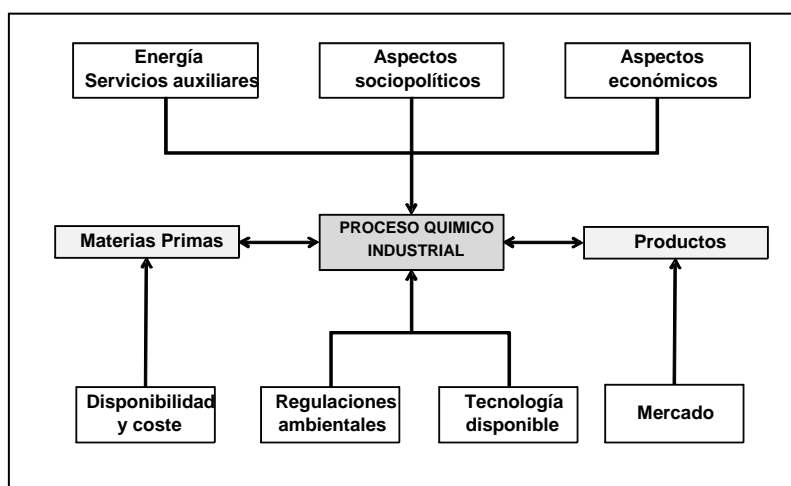 Energía
Servicios auxiliares
Aspectos
sociopolíticos
Aspectos
económicos
Materias Primas
PROCESO QUIMICO
INDUSTRIAL
Productos
Disponibilidad
y coste
Regulaciones
ambientales
Tecnología
disponible
Mercado